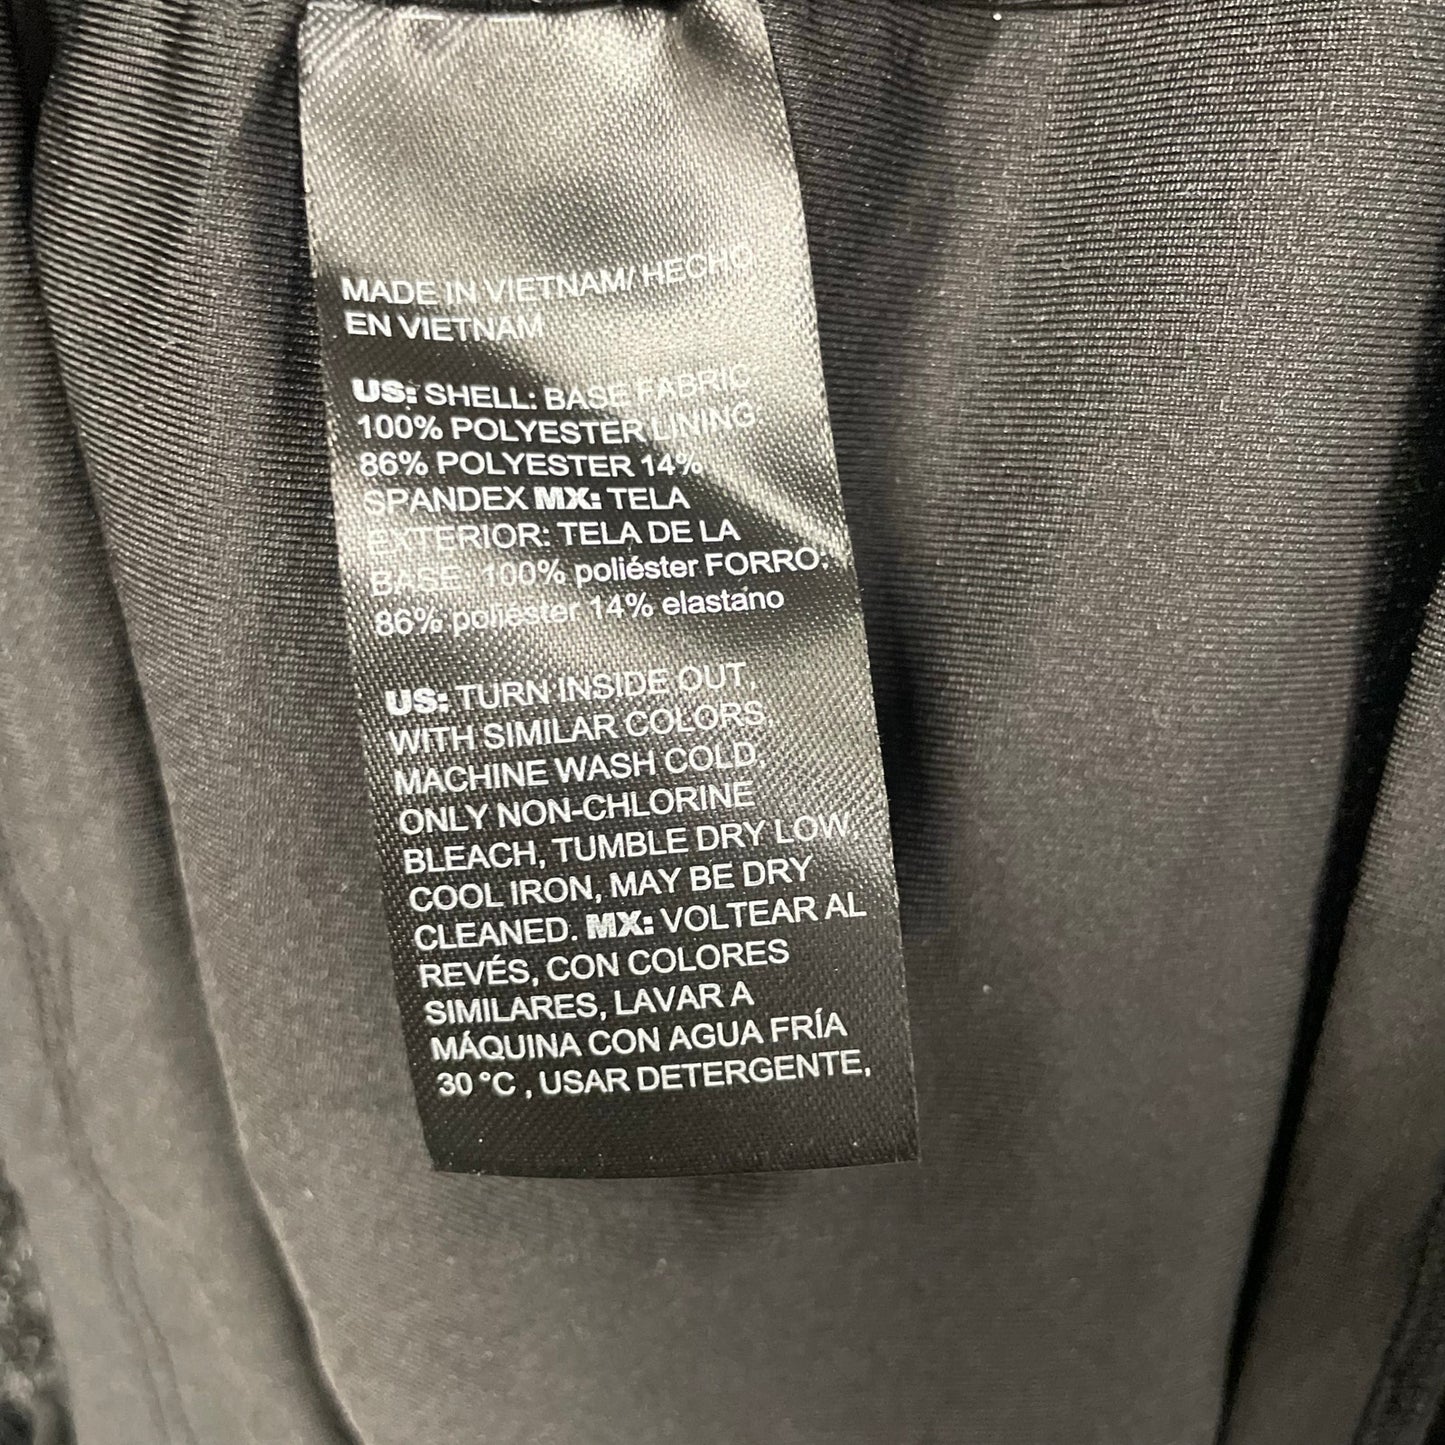 MADE IN VIETNAM/ HECHO
EN VIETNAM
US: SHELL: BASE FABRIC
100% POLYESTER LINING
86% POLYESTER 14%
SPANDEX MX: TELA
EXTERIOR: TELA DE LA
BASE: 100% poliéster FORRO:
86% poliéster 14% elastano
US: TURN INSIDE OUT,
WITH SIMILAR COLORS,
MACHINE WASH COLD,
ONLY NON-CHLORINE
BLEACH, TUMBLE DRY LOW,
COOL IRON, MAY BE DRY
CLEANED. MX: VOLTEAR AL
REVÉS, CON COLORES
SIMILARES, LAVAR A
MÁQUINA CON AGUA FRÍA
30 °C , USAR DETERGENTE,